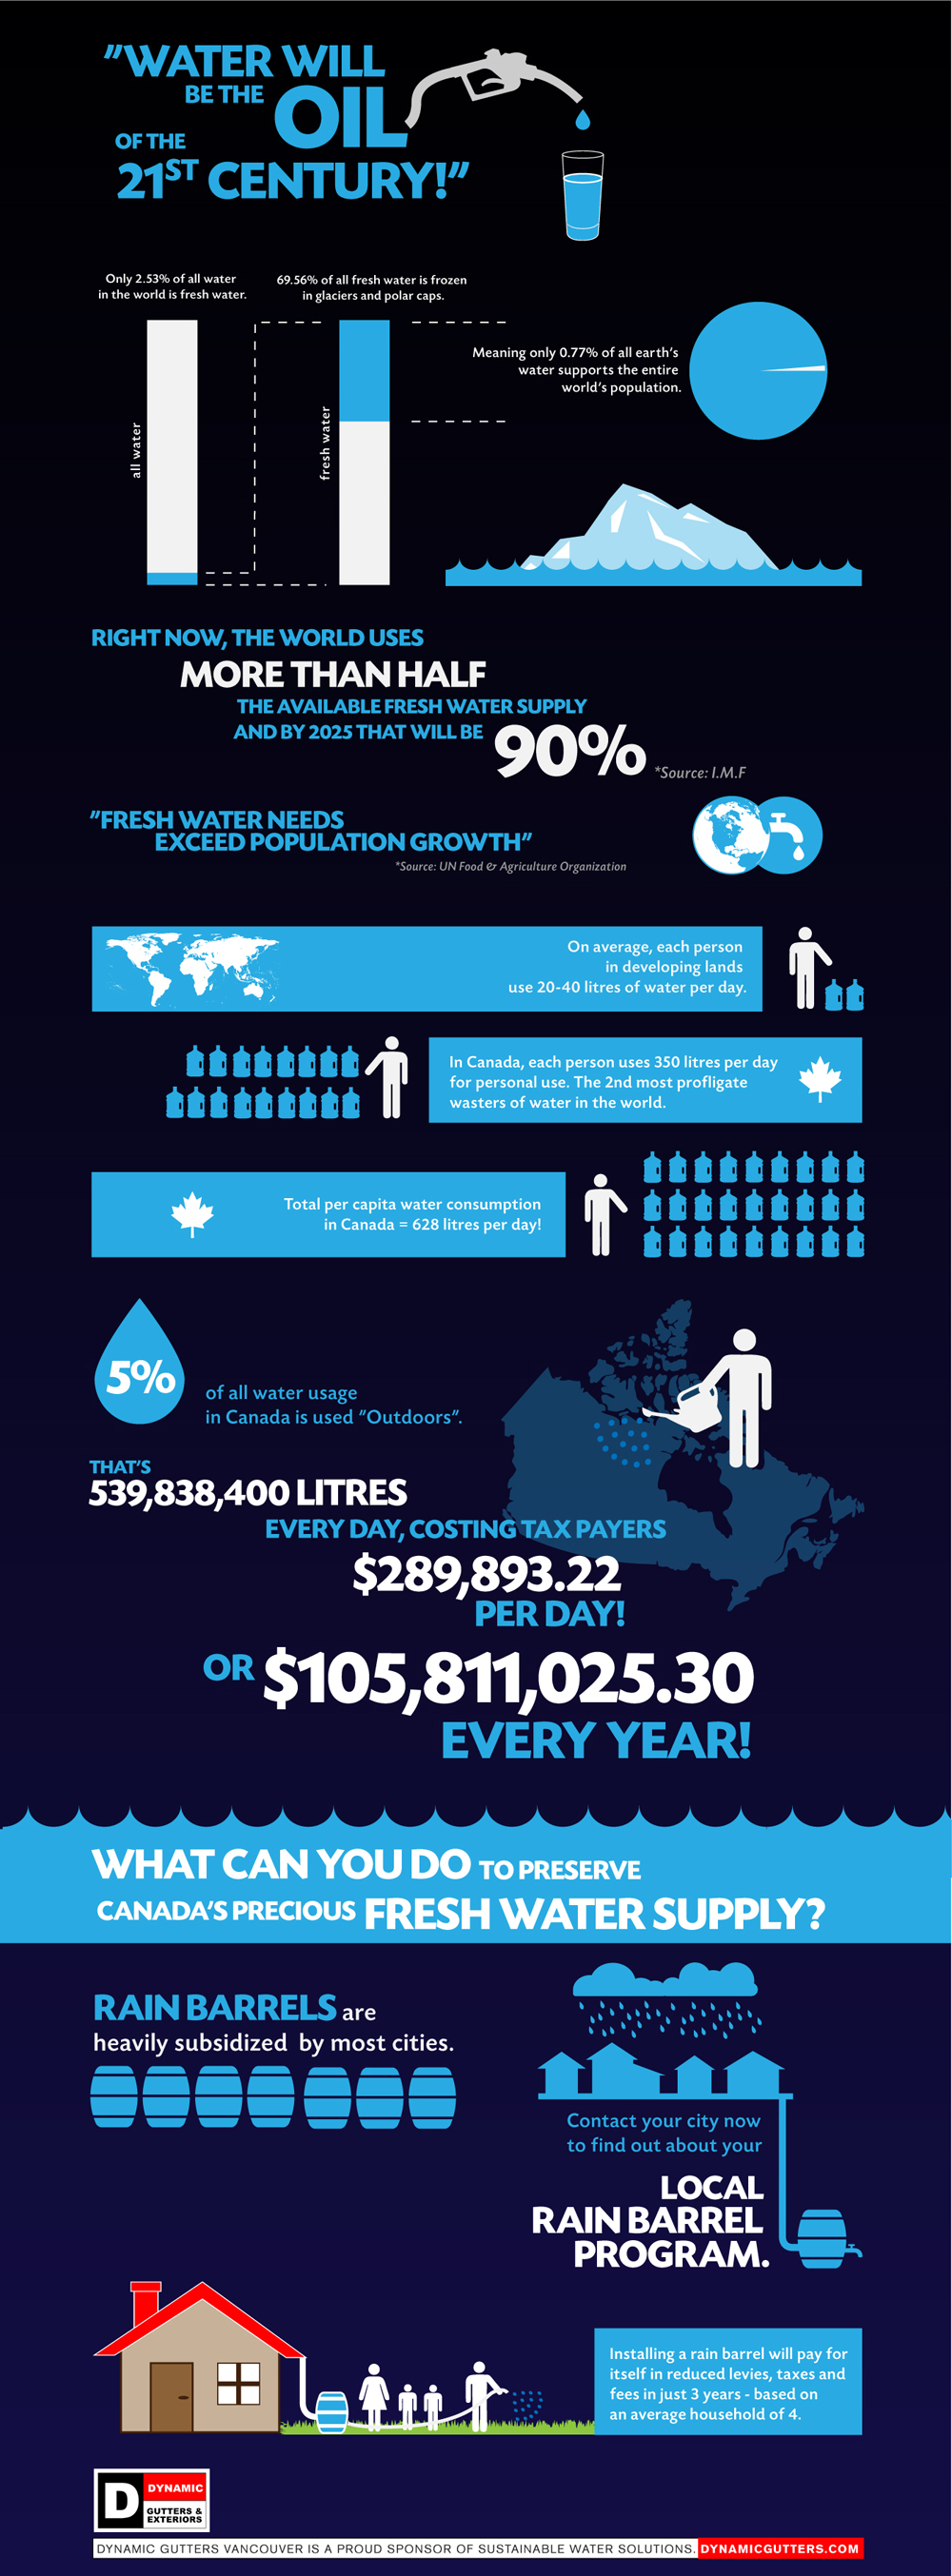 "WATER WILL
BE THE OIL
OF THE
21ST CENTURY!"
Only 2.53% of all water
in the world is fresh water.
69.56% of all fresh water is frozen
in glaciers and polar caps.
all water
fresh water
Meaning only 0.77% of all earth's
water supports the entire
world's population.
RIGHT NOW, THE WORLD USES
MORE THAN HALF
THE AVAILABLE FRESH WATER SUPPLY
AND BY 2025 THAT WILL BE 90%
*Source: I.M.F
"FRESH WATER NEEDS
EXCEED POPULATION GROWTH"
*Source: UN Food & Agriculture Organization
On average, each person
in developing lands
use 20-40 litres of water per day.
In Canada, each person uses 350 litres per day
for personal use. The 2nd most profligate
wasters of water in the world.
Total per capita water consumption
in Canada = 628 litres per day!
5%
of all water usage
in Canada is used "Outdoors".
THAT'S
539,838,400 LITRES
EVERY DAY, COSTING TAX PAYERS
$289,893.22
PER DAY!
OR $105,811,025.30
EVERY YEAR!
WHAT CAN YOU DO TO PRESERVE
CANADA'S PRECIOUS FRESH WATER SUPPLY?
RAIN BARRELS are
heavily subsidized by most cities.
Contact your city now
to find out about your
LOCAL
RAIN BARREL
PROGRAM.
Installing a rain barrel will pay for
itself in reduced levies, taxes and
fees in just 3 years - based on
an average household of 4.
D
DYNAMIC
GUTTERS &
EXTERIORS
DYNAMIC GUTTERS VANCOUVER IS A PROUD SPONSOR OF SUSTAINABLE WATER SOLUTIONS. DYNAMICGUTTERS.COM